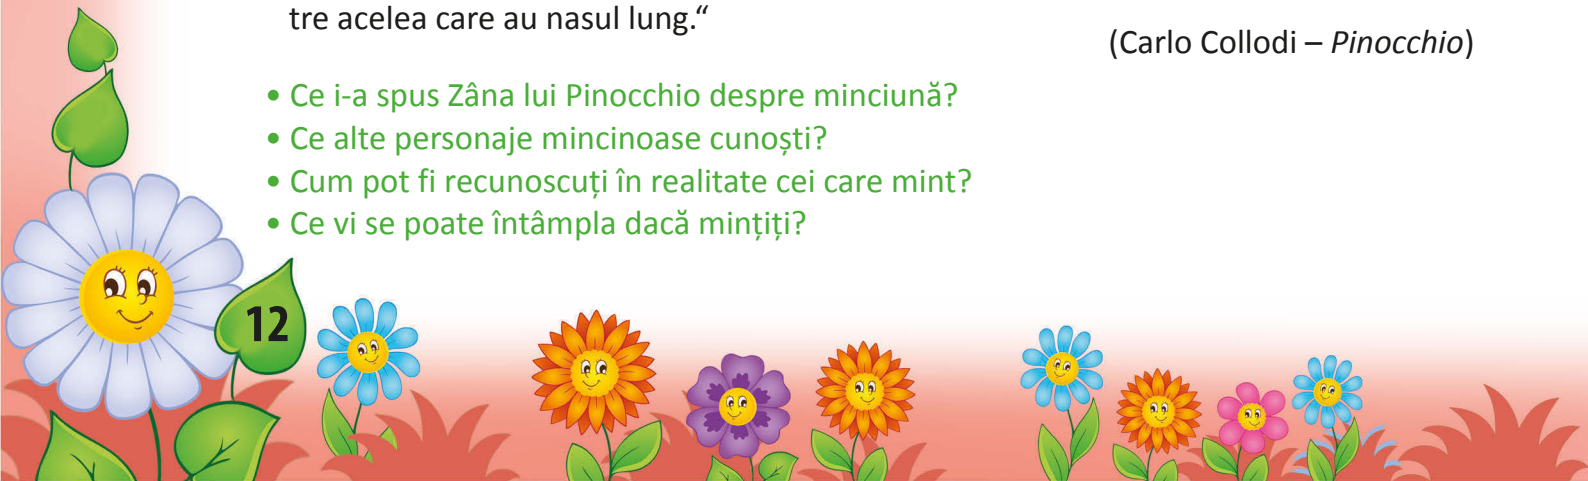 tre acelea care au nasul lung.“
(Carlo Collodi – Pinocchio)
• Ce i-a spus Zâna lui Pinocchio despre minciună?
• Ce alte personaje mincinoase cunoști?
• Cum pot fi recunoscuți în realitate cei care mint?
• Ce vi se poate întâmpla dacă mințiți?
12